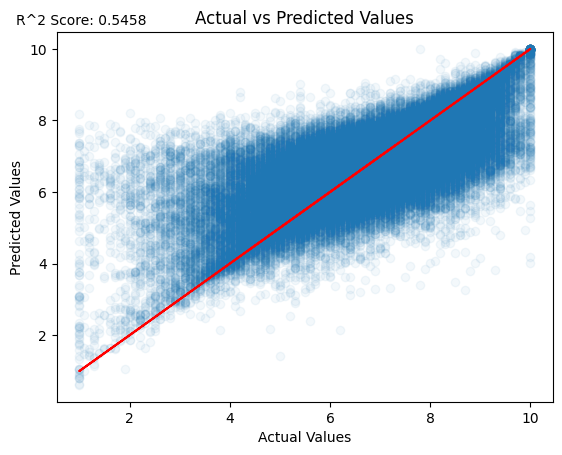 R^2 Score: 0.5458
Actual vs Predicted Values
10
8
6
4
2
Predicted Values
2 4 6 8 10
Actual Values